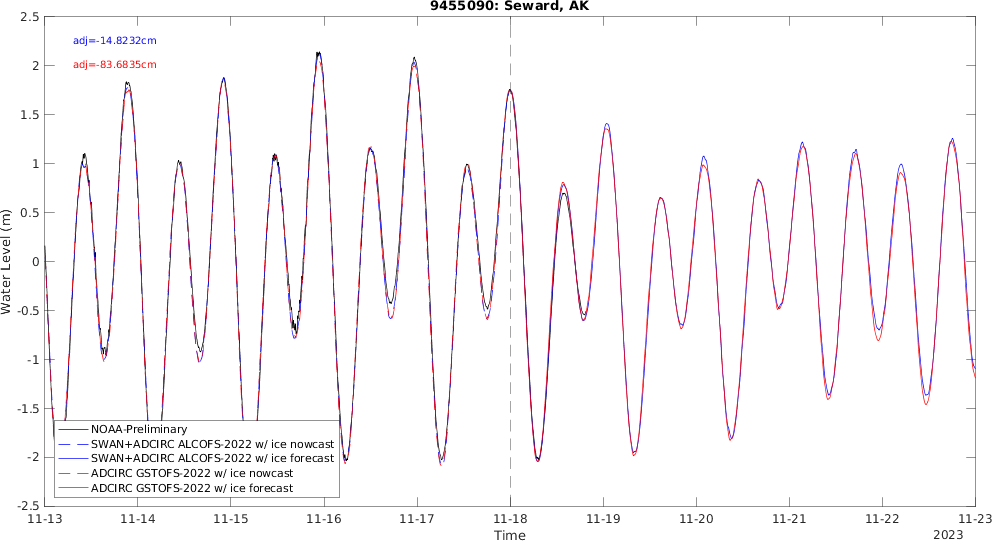 9455090: Seward, AK
adj=-14.8232cm
adj=-83.6835cm
Water Level (m)
2.5
2
1.5
1
0.5
0
-0.5
-1
-1.5
-2
-2.5
NOAA-Preliminary
SWAN+ADCIRC ALCOFS-2022 w/ ice nowcast
SWAN+ADCIRC ALCOFS-2022 w/ ice forecast
ADCIRC GSTOFS-2022 w/ ice nowcast
ADCIRC GSTOFS-2022 w/ ice forecast
11-13 11-14 11-15 11-16 11-17 11-18 11-19 11-20 11-21 11-22 11-23
Time
2023